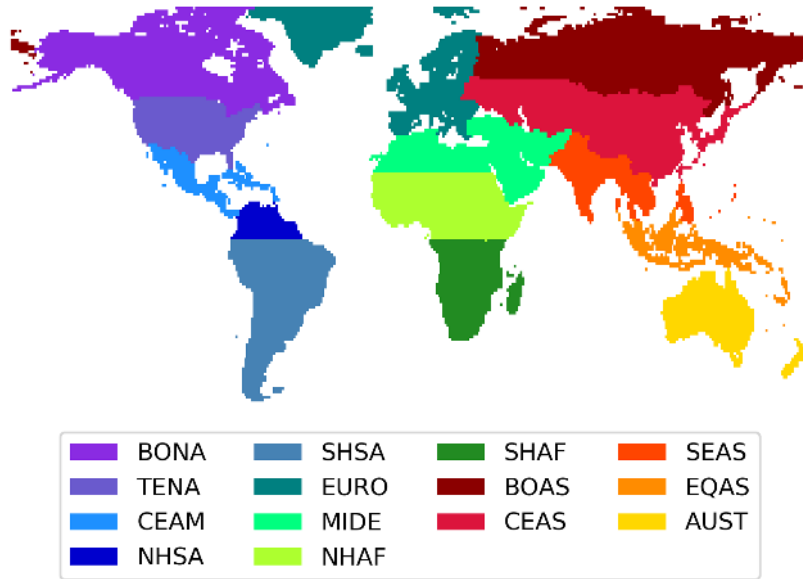 BONA SHSA SHAF SEAS
TENA EURO BOAS EQAS
CEAM MIDE CEAS AUST
NHSA NHAF